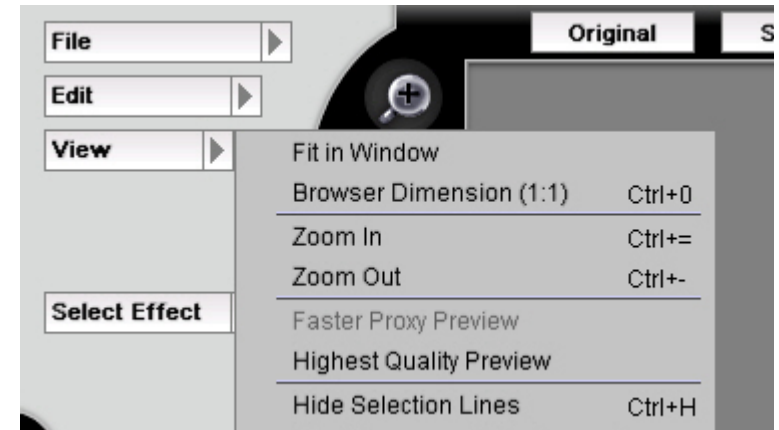 File
Original S
Edit
View
Fit in Window
Browser Dimension (1:1) Ctrl+0
Zoom In Ctrl+=
Zoom Out Ctrl+-
Select Effect
Faster Proxy Preview
Highest Quality Preview
Hide Selection Lines Ctrl+H